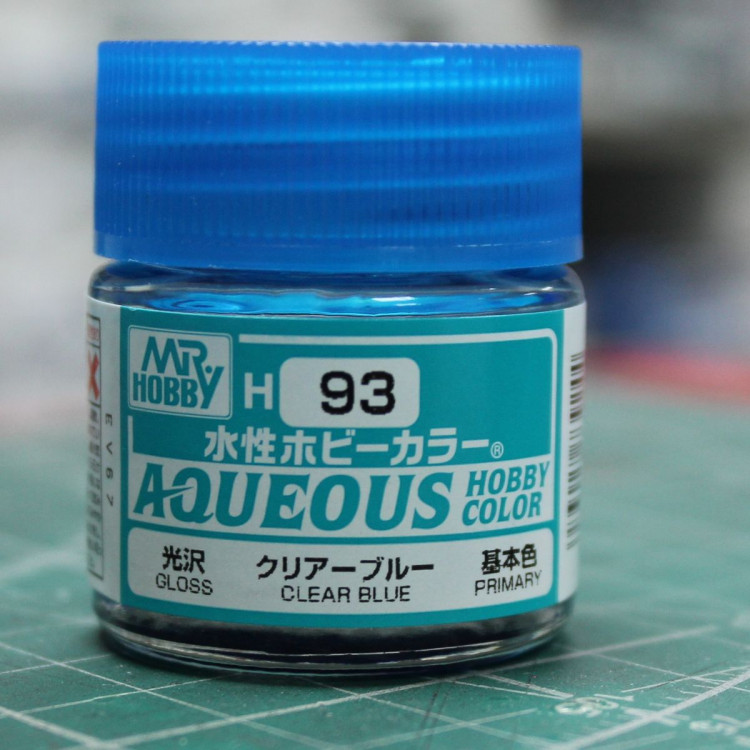 MR. HOBBY
H 93
水性ホビーカラー®
AQUEOUS HOBBY COLOR
光沢 クリアーブルー 基本色
GLOSS CLEAR BLUE PRIMARY
EV67